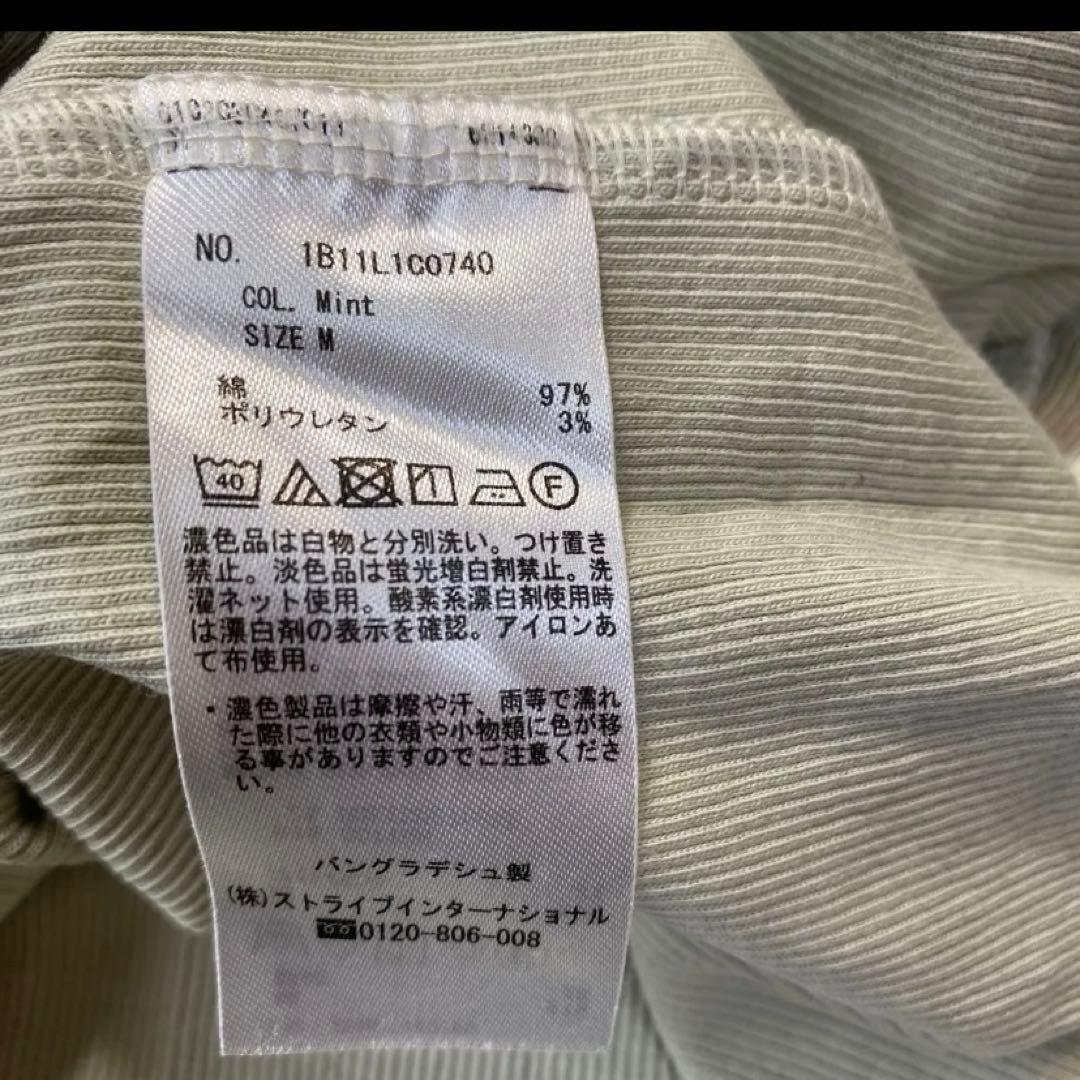 NO. 1B11L1C0740
COL. Mint
SIZE M
綿 97%
ポリウレタン 3%
40 F
濃色品は白物と分別洗い。つけ置き
禁止。淡色品は蛍光増白剤禁止。洗
濯ネット使用。酸素系漂白剤使用時
は漂白剤の表示を確認。アイロンあ
て布使用。
・濃色製品は摩擦や汗、雨等で濡れ
た際に他の衣類や小物類に色が移
る事がありますのでご注意くださ
い。
バングラデシュ製
(株)ストライプインターナショナル
0120-806-008